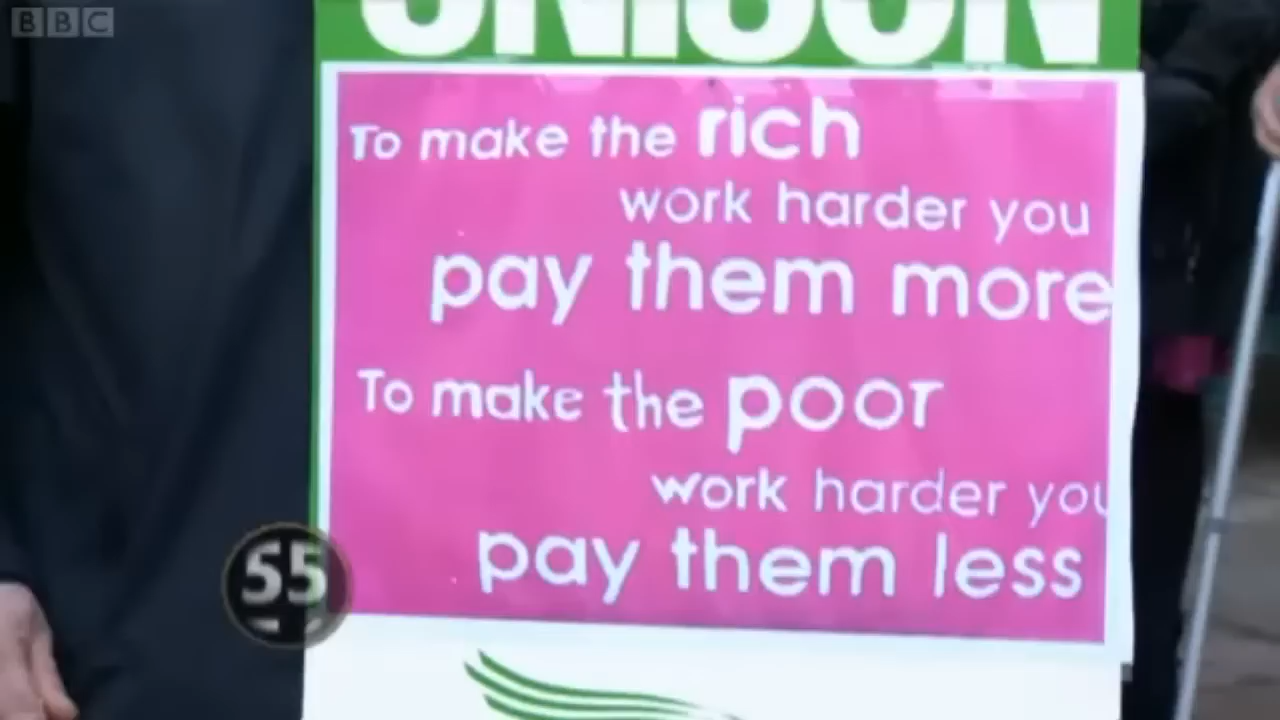 BBC
UNISON
To make the rich
work harder you
pay them more
To make the poor
work harder you
pay them less
55